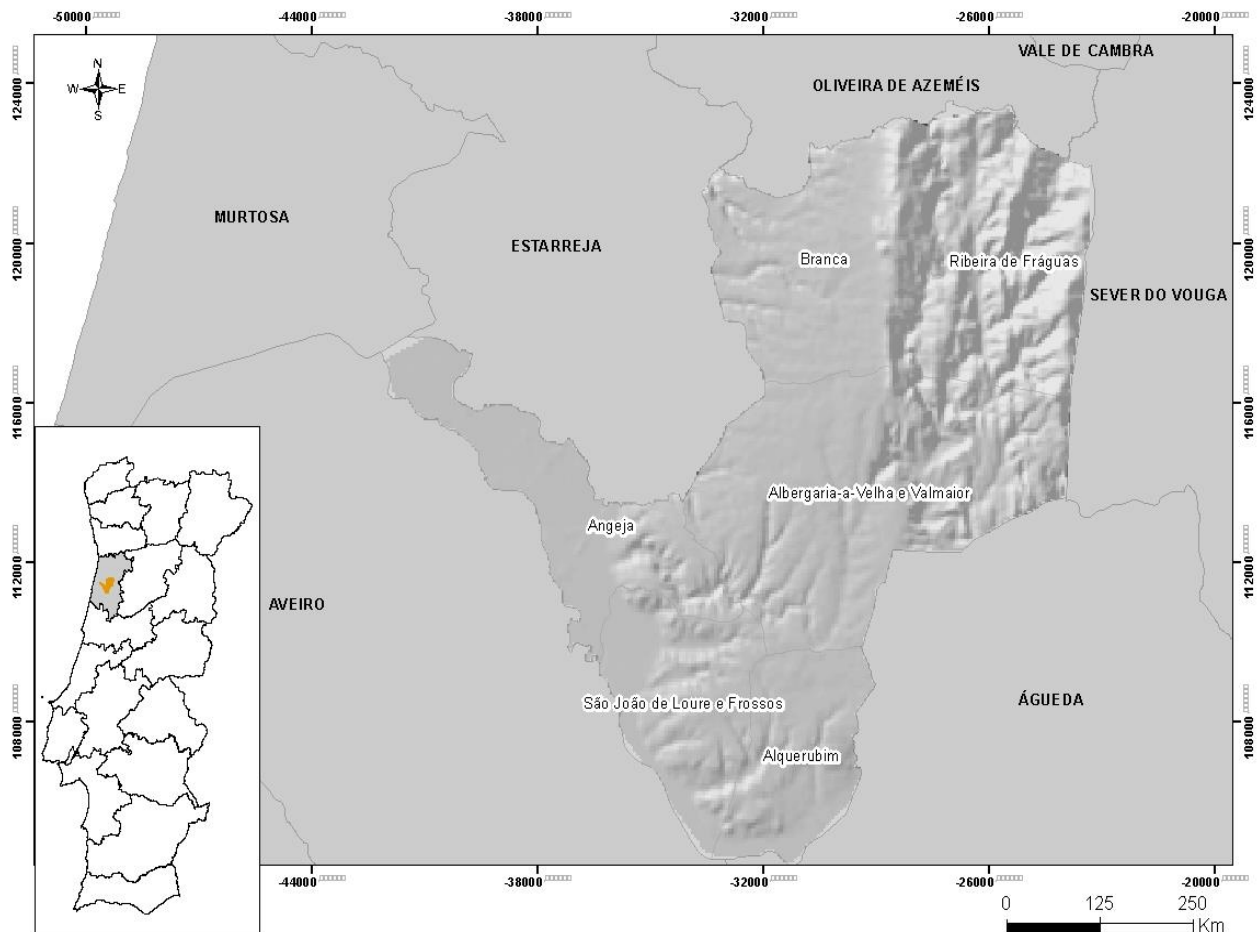 -50000 -44000 -38000 -32000 -26000 -20000
N
W E
S
124000
120000
116000
112000
108000
VALE DE CAMBRA
OLIVEIRA DE AZEMÉIS
MURTOSA
ESTARREJA
Branca
Ribeira de Fráguas
SEVER DO VOUGA
Albergaria-a-Velha e Valmaior
Angeja
AVEIRO
São João de Loure e Frossos
ÁGUEDA
Alquerubim
124000
120000
116000
112000
108000
-44000 -38000 -32000 -26000 -20000
0 125 250
Km